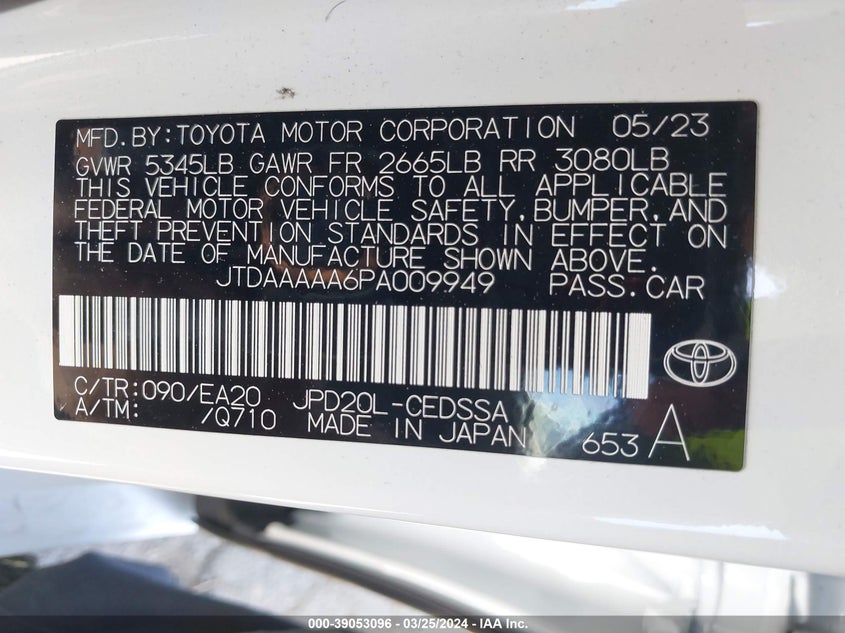 MFD.BY:TOYOTA MOTOR CORPORATION 05/23
GVWR 5345LB GAWR FR 2665LB RR 3080LB
THIS VEHICLE CONFORMS TO ALL APPLICABLE
FEDERAL MOTOR VEHICLE SAFETY,BUMPER,AND
THEFT PREVENTION STANDARDS IN EFFECT ON
THE DATE OF MANUFACTURE SHOWN ABOVE.
JTDAAAAA6PA009949 PASS.CAR
C/TR:090/EA20 JPD20L-CEDSSA
A/TM: /Q710 MADE IN JAPAN 653 A
000-39053096 - 03/25/2024 - IAA Inc.